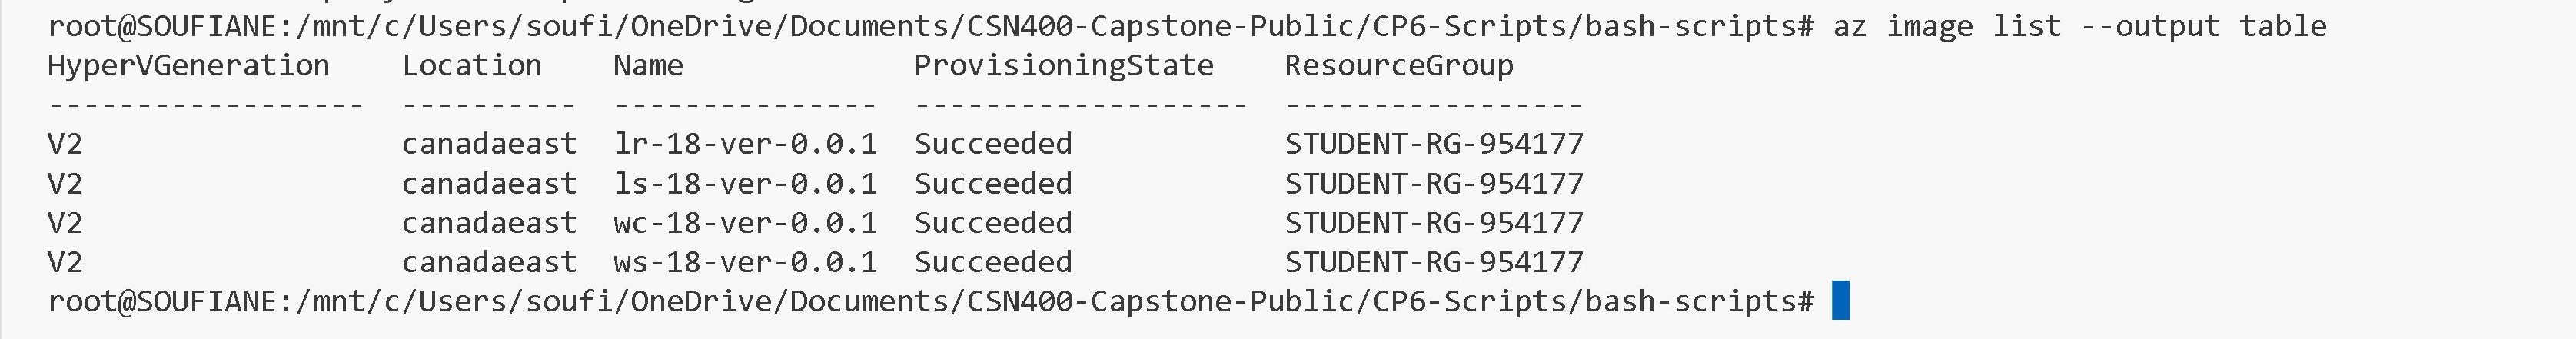 root@SOUFIANE:/mnt/c/Users/soufi/OneDrive/Documents/CSN400-Capstone-Public/CP6-Scripts/bash-scripts# az image list --output table
HyperVGeneration    Location    Name             ProvisioningState    ResourceGroup
------------------  ----------  ---------------  -------------------  -----------------
V2                  canadaeast  lr-18-ver-0.0.1  Succeeded            STUDENT-RG-954177
V2                  canadaeast  ls-18-ver-0.0.1  Succeeded            STUDENT-RG-954177
V2                  canadaeast  wc-18-ver-0.0.1  Succeeded            STUDENT-RG-954177
V2                  canadaeast  ws-18-ver-0.0.1  Succeeded            STUDENT-RG-954177
root@SOUFIANE:/mnt/c/Users/soufi/OneDrive/Documents/CSN400-Capstone-Public/CP6-Scripts/bash-scripts#